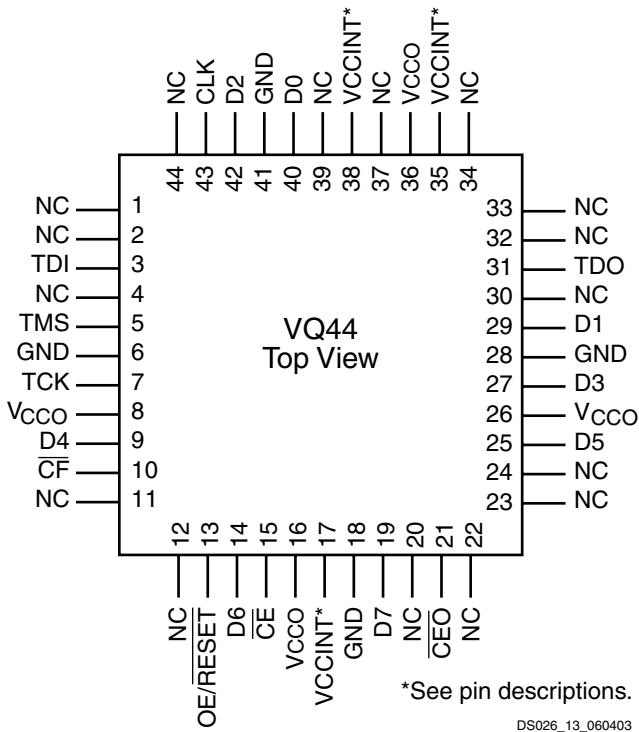 NC CLK D2 GND D0 NC VCCINT* NC VCCO VCCINT* NC
44 43 42 41 40 39 38 37 36 35 34
NC 1
NC 2
TDI 3
NC 4
TMS 5
GND 6
TCK 7
VCCO 8
D4 9
CF 10
NC 11
VQ44
Top View
33 NC
32 NC
31 TDO
30 NC
29 D1
28 GND
27 D3
26 VCCO
25 D5
24 NC
23 NC
12 13 14 15 16 17 18 19 20 21 22
NC OE/RESET D6 CE VCCO VCCINT* GND D7 NC CEO NC
*See pin descriptions.
DS026_13_060403